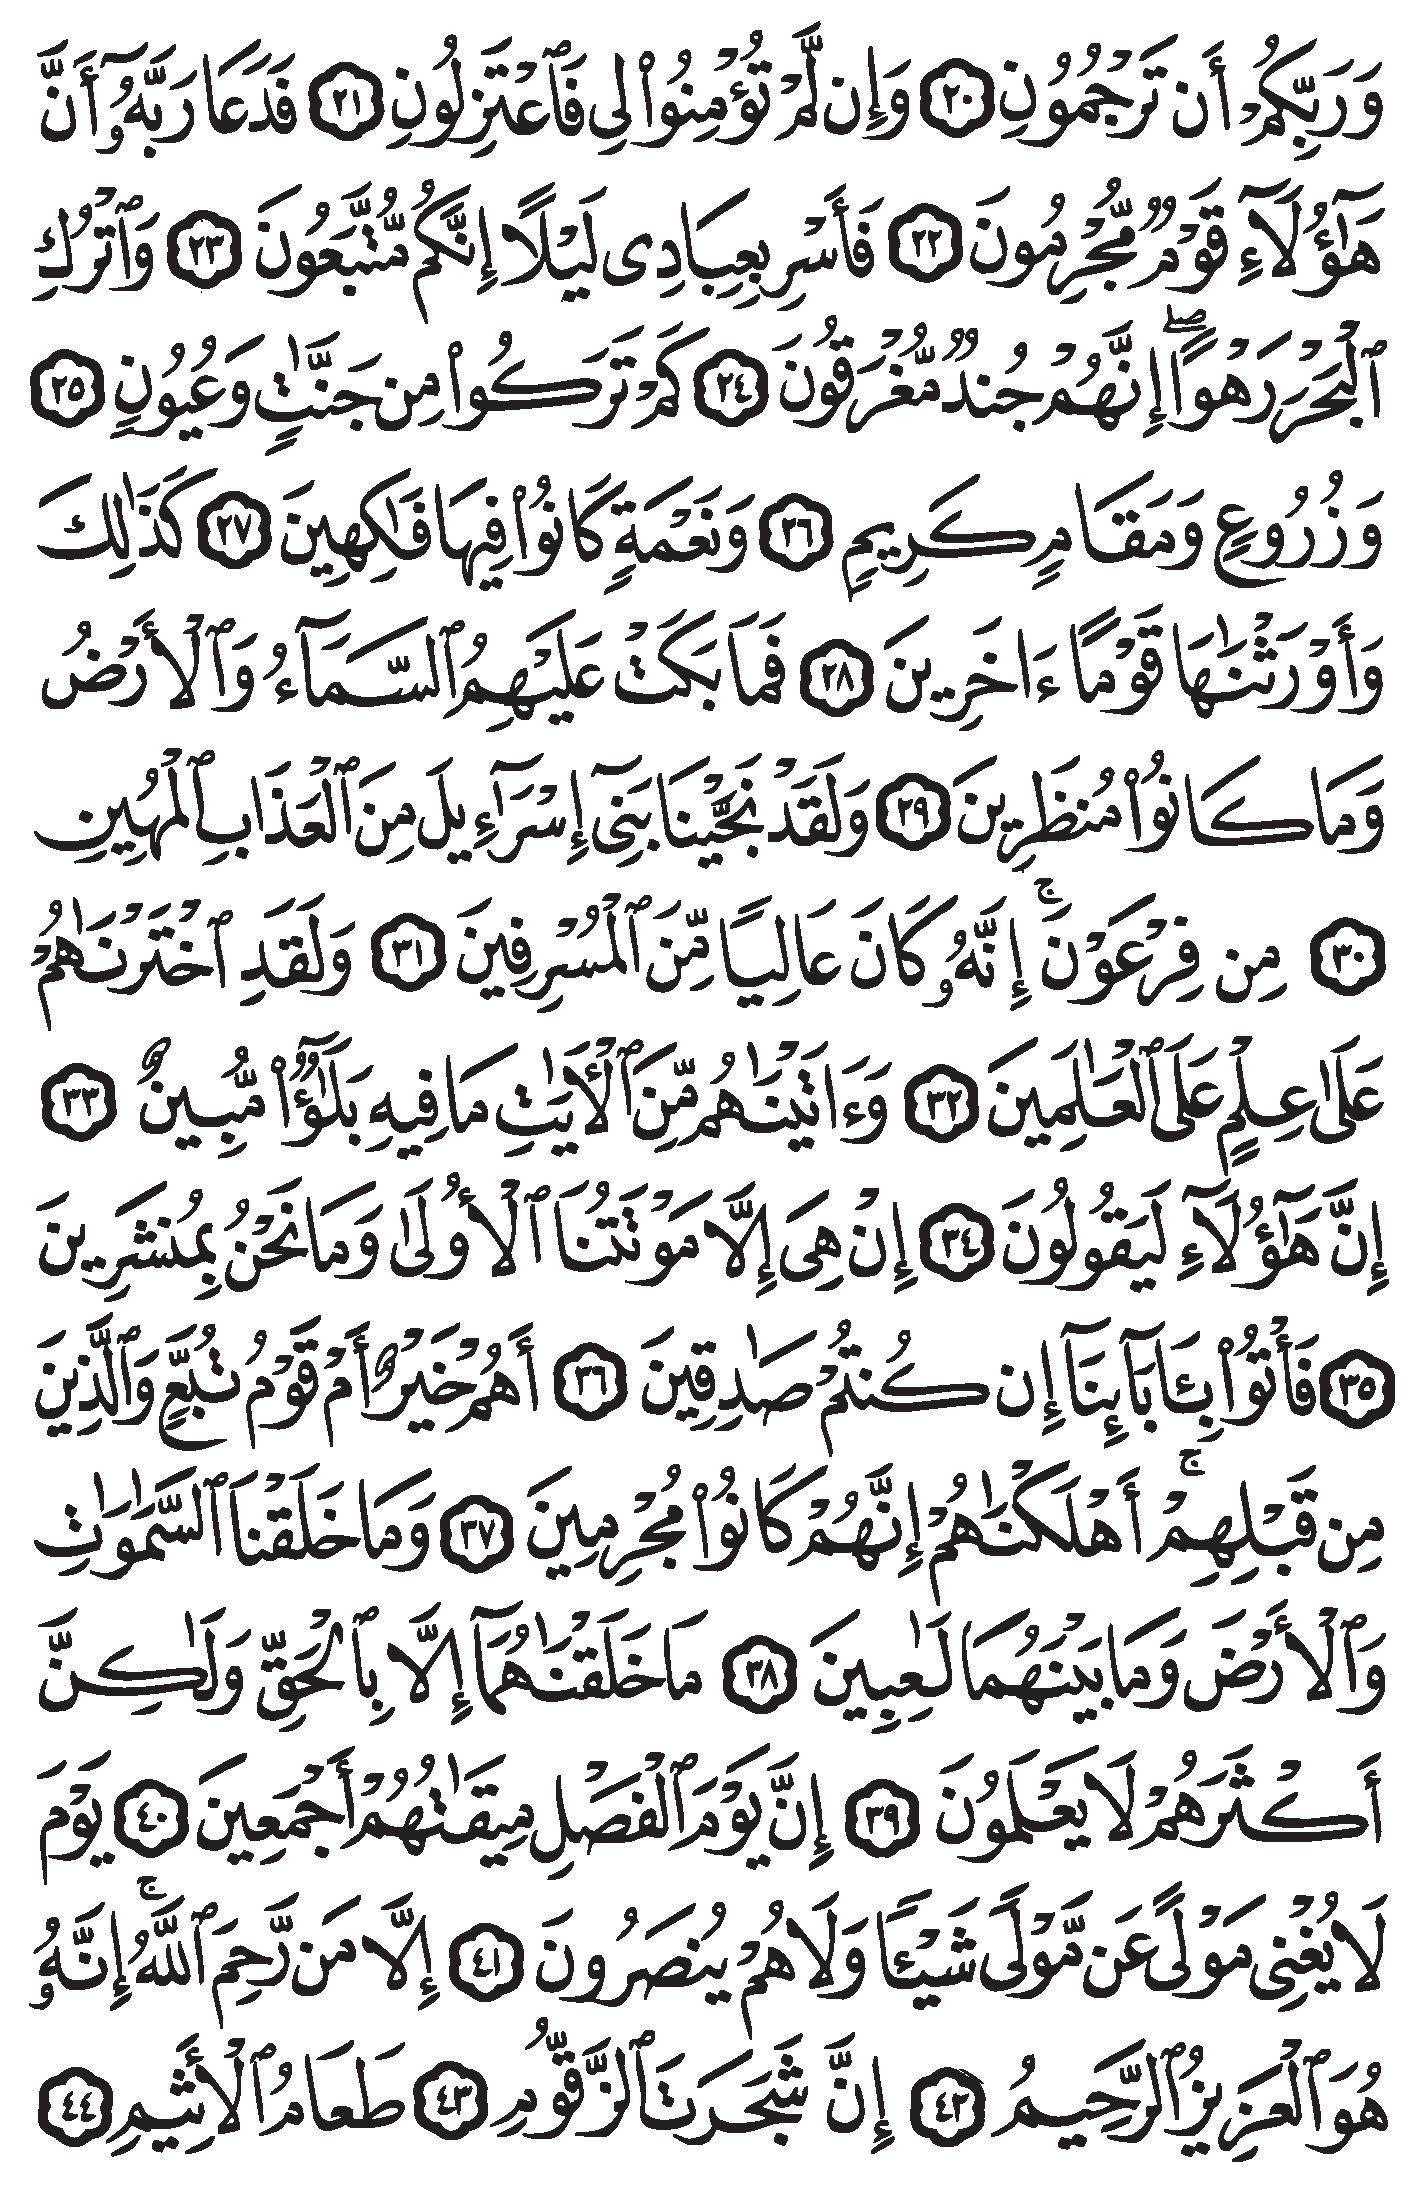 وَرَبِّكُمْ أَن تَرْجُمُونِ ٢٠ وَإِن لَّمْ تُؤْمِنُوا۟ لِى فَٱعْتَزِلُونِ ٢١ فَدَعَا رَبَّهُۥٓ أَنَّ
هَٰٓؤُلَآءِ قَوْمٌ مُّجْرِمُونَ ٢٢ فَأَسْرِ بِعِبَادِى لَيْلًا إِنَّكُم مُّتَّبَعُونَ ٢٣ وَٱتْرُكِ
ٱلْبَحْرَ رَهْوًا ۖ إِنَّهُمْ جُندٌ مُّغْرَقُونَ ٢٤ كَمْ تَرَكُوا۟ مِن جَنَّٰتٍ وَعُيُونٍ ٢٥
وَزُرُوعٍ وَمَقَامٍ كَرِيمٍ ٢٦ وَنَعْمَةٍ كَانُوا۟ فِيهَا فَٰكِهِينَ ٢٧ كَذَٰلِكَ
وَأَوْرَثْنَٰهَا قَوْمًا ءَاخَرِينَ ٢٨ فَمَا بَكَتْ عَلَيْهِمُ ٱلسَّمَآءُ وَٱلْأَرْضُ
وَمَا كَانُوا۟ مُنظَرِينَ ٢٩ وَلَقَدْ نَجَّيْنَا بَنِىٓ إِسْرَٰٓءِيلَ مِنَ ٱلْعَذَابِ ٱلْمُهِينِ
٣٠ مِن فِرْعَوْنَ ۚ إِنَّهُۥ كَانَ عَالِيًا مِّنَ ٱلْمُسْرِفِينَ ٣١ وَلَقَدِ ٱخْتَرْنَٰهُمْ
عَلَىٰ عِلْمٍ عَلَى ٱلْعَٰلَمِينَ ٣٢ وَءَاتَيْنَٰهُم مِّنَ ٱلْءَايَٰتِ مَا فِيهِ بَلَٰٓؤٌا۟ مُّبِينٌ ٣٣
إِنَّ هَٰٓؤُلَآءِ لَيَقُولُونَ ٣٤ إِنْ هِىَ إِلَّا مَوْتَتُنَا ٱلْأُولَىٰ وَمَا نَحْنُ بِمُنشَرِينَ
٣٥ فَأْتُوا۟ بِـَٔابَآئِنَآ إِن كُنتُمْ صَٰدِقِينَ ٣٦ أَهُمْ خَيْرٌ أَمْ قَوْمُ تُبَّعٍ وَٱلَّذِينَ
مِن قَبْلِهِمْ ۚ أَهْلَكْنَٰهُمْ إِنَّهُمْ كَانُوا۟ مُجْرِمِينَ ٣٧ وَمَا خَلَقْنَا ٱلسَّمَٰوَٰتِ
وَٱلْأَرْضَ وَمَا بَيْنَهُمَا لَٰعِبِينَ ٣٨ مَا خَلَقْنَٰهُمَآ إِلَّا بِٱلْحَقِّ وَلَٰكِنَّ
أَكْثَرَهُمْ لَا يَعْلَمُونَ ٣٩ إِنَّ يَوْمَ ٱلْفَصْلِ مِيقَٰتُهُمْ أَجْمَعِينَ ٤٠ يَوْمَ
لَا يُغْنِى مَوْلًى عَن مَّوْلًى شَيْـًٔا وَلَا هُمْ يُنصَرُونَ ٤١ إِلَّا مَن رَّحِمَ ٱللَّهُ ۚ إِنَّهُۥ
هُوَ ٱلْعَزِيزُ ٱلرَّحِيمُ ٤٢ إِنَّ شَجَرَتَ ٱلزَّقُّومِ ٤٣ طَعَامُ ٱلْأَثِيمِ ٤٤